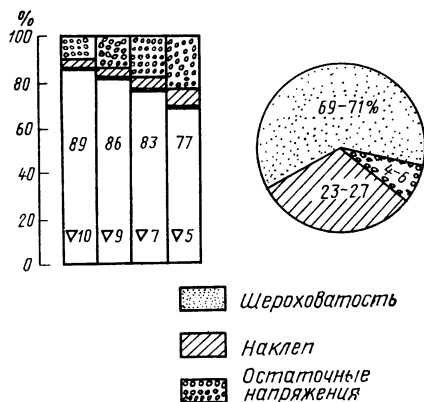 %
100
80
60
40
20
0
89 86 83 77
▽10 ▽9 ▽7 ▽5
69-71%
4-6
23-27
Шероховатость
Наклеп
Остаточные
напряжения